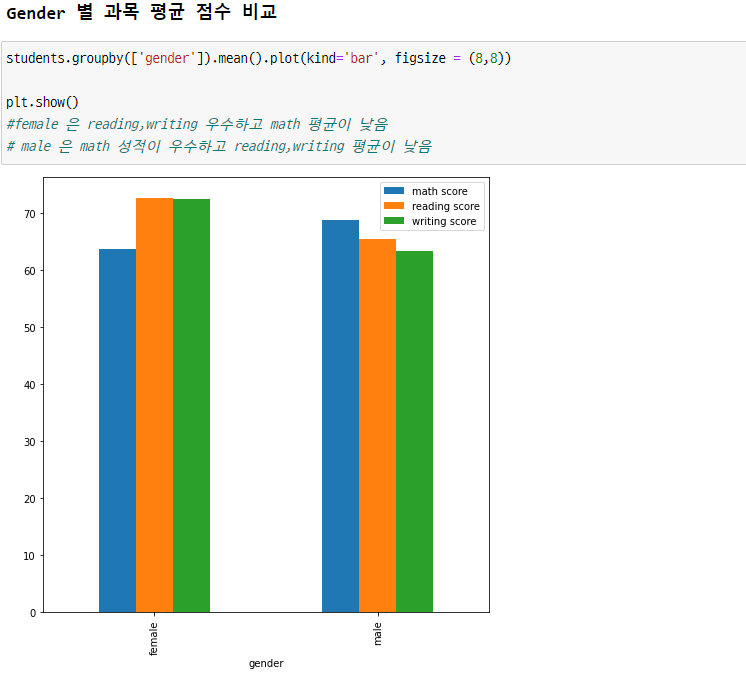 Gender 별 과목 평균 점수 비교
students.groupby(['gender']).mean().plot(kind='bar', figsize = (8,8))
plt.show()
#female 은 reading,writing 우수하고 math 평균이 낮음
# male 은 math 성적이 우수하고 reading,writing 평균이 낮음
math score
reading score
writing score
70
60
50
40
30
20
10
0
female
male
gender